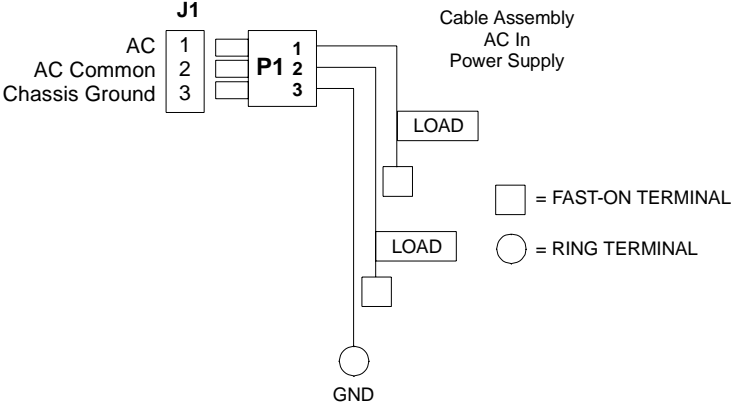 J1
Cable Assembly
AC In
Power Supply
AC 1
AC Common 2
Chassis Ground 3
P1
1
2
3
LOAD
= FAST-ON TERMINAL
LOAD
= RING TERMINAL
GND